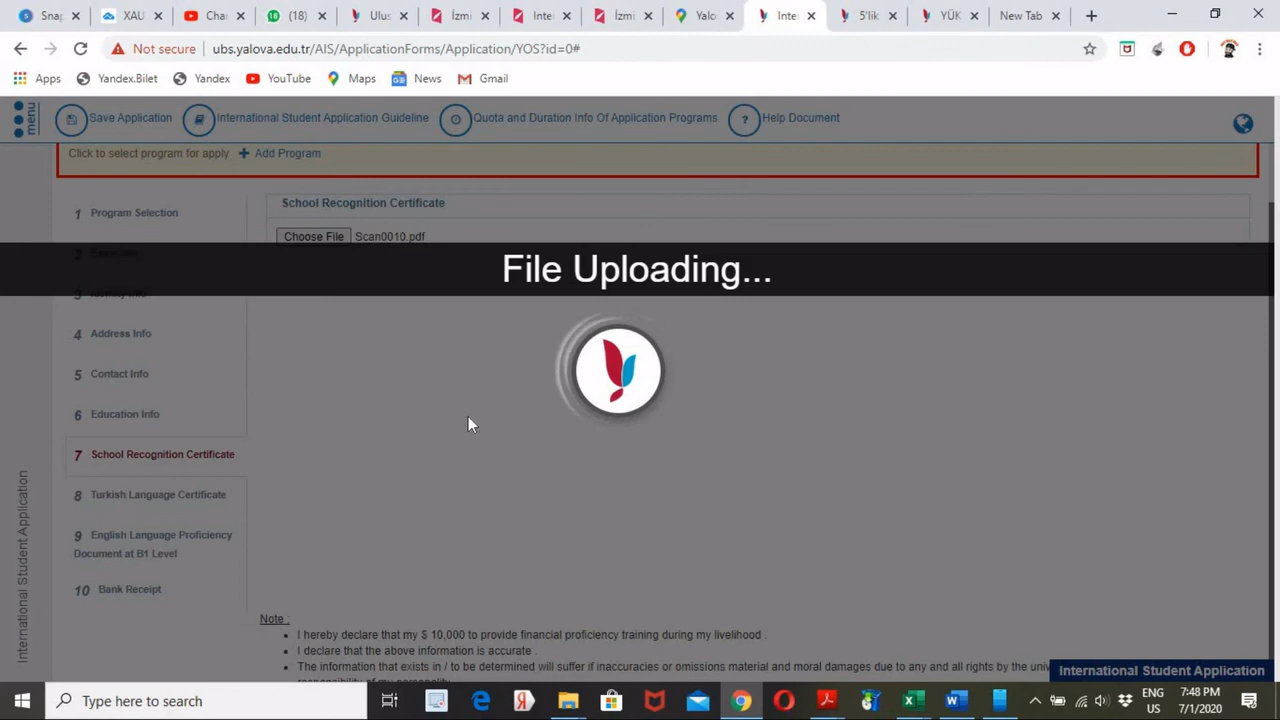 Snap
XAU
Chan
(18)
Ulus
İzmi
Inte
İzmi
Yalo
Inte
5'lik
YÜK
New Tab
Not secure ubs.yalova.edu.tr/AIS/ApplicationForms/Application/YOS?id=0#
Apps Yandex.Bilet Yandex YouTube Maps News Gmail
menu Save Application International Student Application Guideline Quota and Duration Info Of Application Programs Help Document
Click to select program for apply + Add Program
1 Program Selection
School Recognition Certificate
Choose File Scan0010.pdf
File Uploading...
4 Address Info
5 Contact Info
6 Education Info
7 School Recognition Certificate
8 Turkish Language Certificate
9 English Language Proficiency
Document at B1 Level
10 Bank Receipt
International Student Application
Note :
I hereby declare that my $ 10,000 to provide financial proficiency training during my livelihood .
I declare that the above information is accurate .
The information that exists in / to be determined will suffer if inaccuracies or omissions material and moral damages due to any and all rights by the univ
International Student Application
Type here to search
ENG
US
7:48 PM
7/1/2020